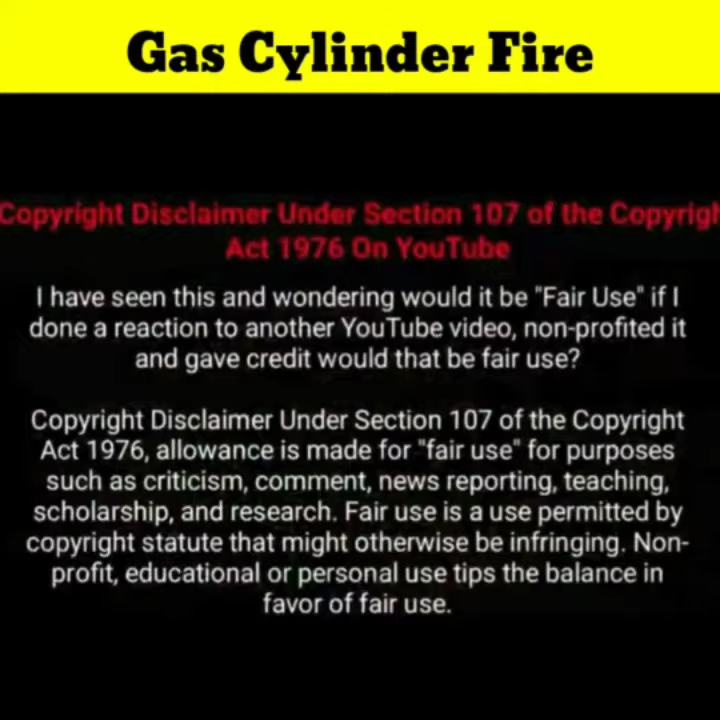 Gas Cylinder Fire
Copyright Disclaimer Under Section 107 of the Copyrigh
Act 1976 On YouTube
I have seen this and wondering would it be "Fair Use" if I
done a reaction to another YouTube video, non-profited it
and gave credit would that be fair use?
Copyright Disclaimer Under Section 107 of the Copyright
Act 1976, allowance is made for "fair use" for purposes
such as criticism, comment, news reporting, teaching,
scholarship, and research. Fair use is a use permitted by
copyright statute that might otherwise be infringing. Non-
profit, educational or personal use tips the balance in
favor of fair use.